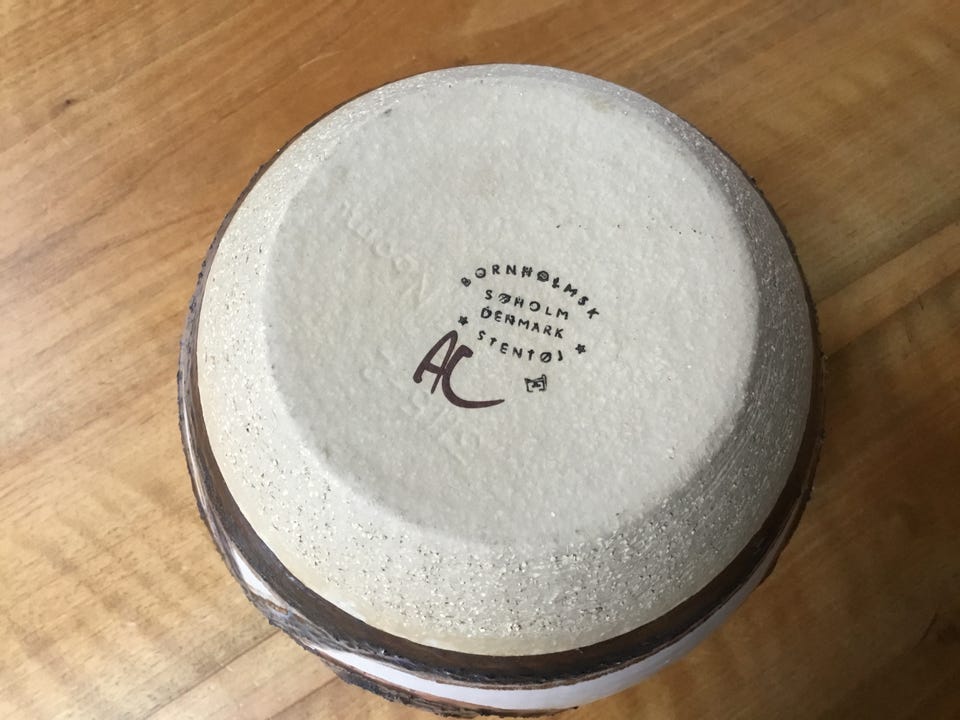 BORNHOLMSK
SØHOLM
DENMARK
STENTØJ
AC